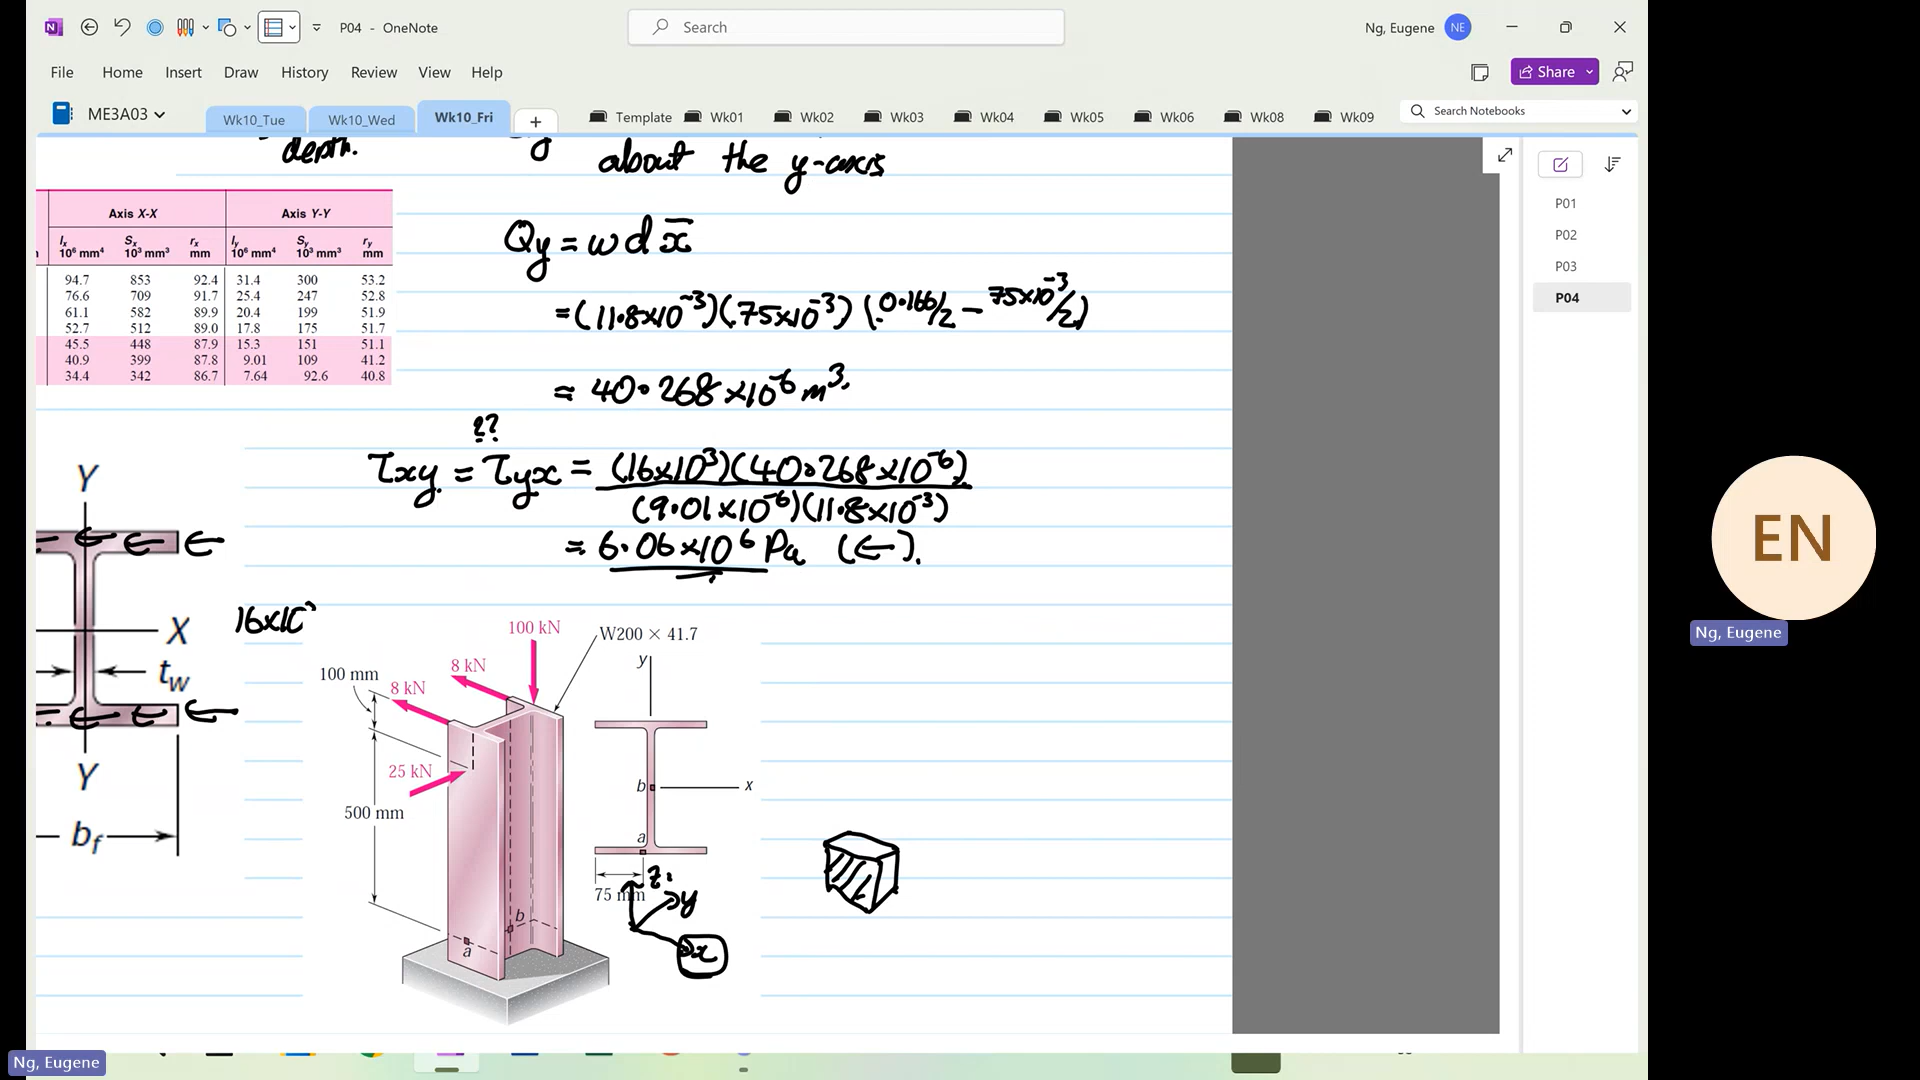 P04 - OneNote
Search
Ng, Eugene
NE
File Home Insert Draw History Review View Help
Share
ME3A03
Wk10_Tue Wk10_Wed Wk10_Fri + Template Wk01 Wk02 Wk03 Wk04 Wk05 Wk06 Wk08 Wk09
Search Notebooks
P01
P02
P03
P04
depth.
about the y-axis
Axis X-X Axis Y-Y
Ix Sx rx Iy Sy ry
10⁶ mm⁴ 10³ mm³ mm 10⁶ mm⁴ 10³ mm³ mm
94.7 853 92.4 31.4 300 53.2
76.6 709 91.7 25.4 247 52.8
61.1 582 89.9 20.4 199 51.9
52.7 512 89.0 17.8 175 51.7
45.5 448 87.9 15.3 151 51.1
40.9 399 87.8 9.01 109 41.2
34.4 342 86.7 7.64 92.6 40.8
Qy = w d x̄
= (11.8×10⁻³)(75×10⁻³)(0.166/2 − 75×10⁻³/2)
= 40.268×10⁻⁶ m³
??
τxy = τyx = (16×10³)(40.268×10⁻⁶)
(9.01×10⁻⁶)(11.8×10⁻³)
= 6.06×10⁶ Pa (←).
Y
X
tw
Y
bf
16×10³
100 kN
W200 × 41.7
8 kN
y
100 mm
8 kN
25 kN
b
x
500 mm
a
75 mm
z
y
x
b
a
EN
Ng, Eugene
Ng, Eugene